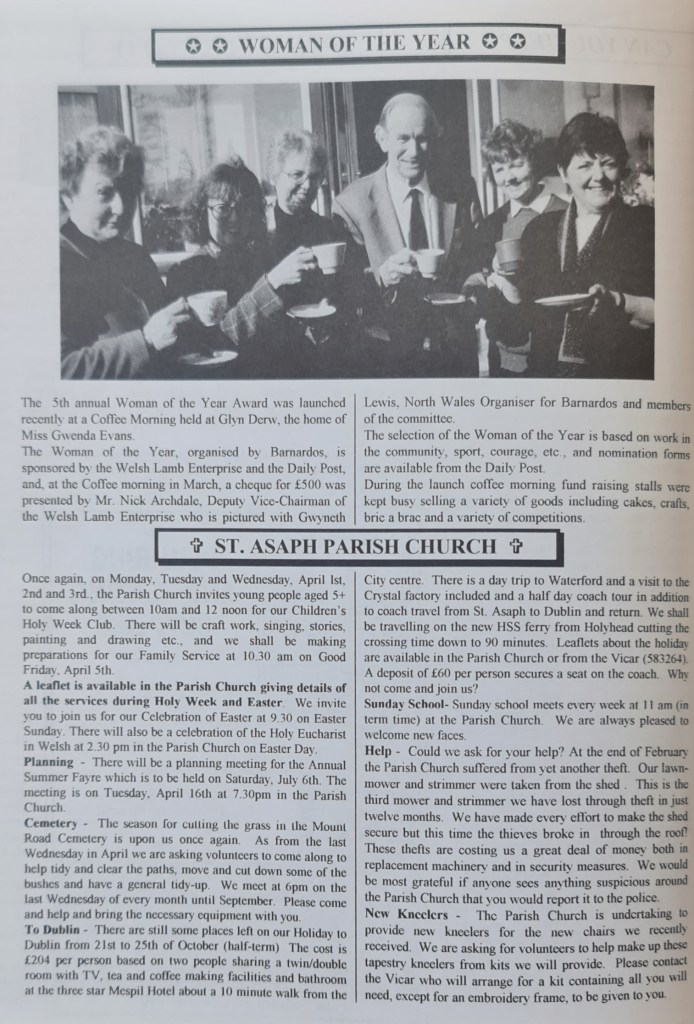 ✪ ✪ WOMAN OF THE YEAR ✪ ✪
The 5th annual Woman of the Year Award was launched
recently at a Coffee Morning held at Glyn Derw, the home of
Miss Gwenda Evans.
The Woman of the Year, organised by Barnardos, is
sponsored by the Welsh Lamb Enterprise and the Daily Post,
and, at the Coffee morning in March, a cheque for £500 was
presented by Mr. Nick Archdale, Deputy Vice-Chairman of
the Welsh Lamb Enterprise who is pictured with Gwyneth
Lewis, North Wales Organiser for Barnardos and members
of the committee.
The selection of the Woman of the Year is based on work in
the community, sport, courage, etc., and nomination forms
are available from the Daily Post.
During the launch coffee morning fund raising stalls were
kept busy selling a variety of goods including cakes, crafts,
bric a brac and a variety of competitions.
✞ ST. ASAPH PARISH CHURCH ✞
Once again, on Monday, Tuesday and Wednesday, April 1st,
2nd and 3rd., the Parish Church invites young people aged 5+
to come along between 10am and 12 noon for our Children's
Holy Week Club. There will be craft work, singing, stories,
painting and drawing etc., and we shall be making
preparations for our Family Service at 10.30 am on Good
Friday, April 5th.
A leaflet is available in the Parish Church giving details of
all the services during Holy Week and Easter. We invite
you to join us for our Celebration of Easter at 9.30 on Easter
Sunday. There will also be a celebration of the Holy Eucharist
in Welsh at 2.30 pm in the Parish Church on Easter Day.
Planning - There will be a planning meeting for the Annual
Summer Fayre which is to be held on Saturday, July 6th. The
meeting is on Tuesday, April 16th at 7.30pm in the Parish
Church.
Cemetery - The season for cutting the grass in the Mount
Road Cemetery is upon us once again. As from the last
Wednesday in April we are asking volunteers to come along to
help tidy and clear the paths, move and cut down some of the
bushes and have a general tidy-up. We meet at 6pm on the
last Wednesday of every month until September. Please come
and help and bring the necessary equipment with you.
To Dublin - There are still some places left on our Holiday to
Dublin from 21st to 25th of October (half-term) The cost is
£204 per person based on two people sharing a twin/double
room with TV, tea and coffee making facilities and bathroom
at the three star Mespil Hotel about a 10 minute walk from the
City centre. There is a day trip to Waterford and a visit to the
Crystal factory included and a half day coach tour in addition
to coach travel from St. Asaph to Dublin and return. We shall
be travelling on the new HSS ferry from Holyhead cutting the
crossing time down to 90 minutes. Leaflets about the holiday
are available in the Parish Church or from the Vicar (583264).
A deposit of £60 per person secures a seat on the coach. Why
not come and join us?
Sunday School- Sunday school meets every week at 11 am (in
term time) at the Parish Church. We are always pleased to
welcome new faces.
Help - Could we ask for your help? At the end of February
the Parish Church suffered from yet another theft. Our lawn-
mower and strimmer were taken from the shed . This is the
third mower and strimmer we have lost through theft in just
twelve months. We have made every effort to make the shed
secure but this time the thieves broke in through the roof!
These thefts are costing us a great deal of money both in
replacement machinery and in security measures. We would
be most grateful if anyone sees anything suspicious around
the Parish Church that you would report it to the police.
New Kneelers - The Parish Church is undertaking to
provide new kneelers for the new chairs we recently
received. We are asking for volunteers to help make up these
tapestry kneelers from kits we will provide. Please contact
the Vicar who will arrange for a kit containing all you will
need, except for an embroidery frame, to be given to you.